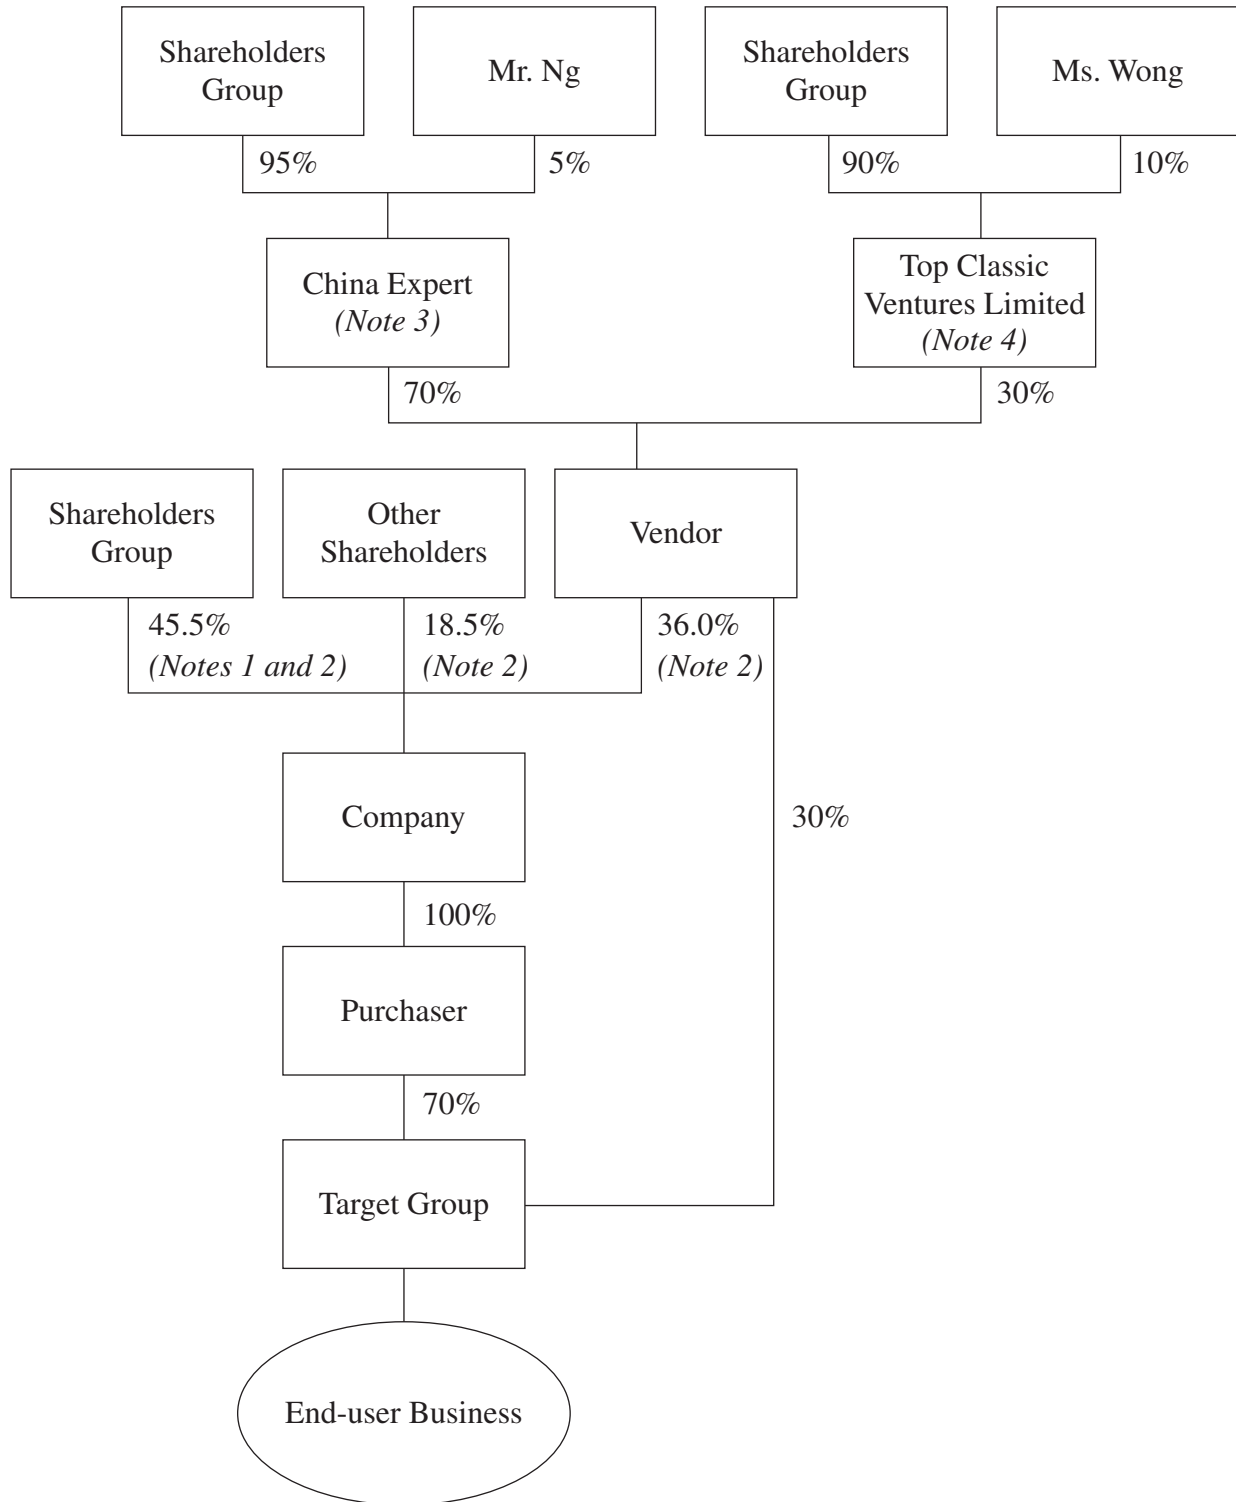 Shareholders
Group
Mr. Ng
Shareholders
Group
Ms. Wong
95%
5%
90%
10%
China Expert
(Note 3)
Top Classic
Ventures Limited
(Note 4)
70%
30%
Shareholders
Group
Other
Shareholders
Vendor
45.5%
(Notes 1 and 2)
18.5%
(Note 2)
36.0%
(Note 2)
Company
30%
100%
Purchaser
70%
Target Group
End-user Business